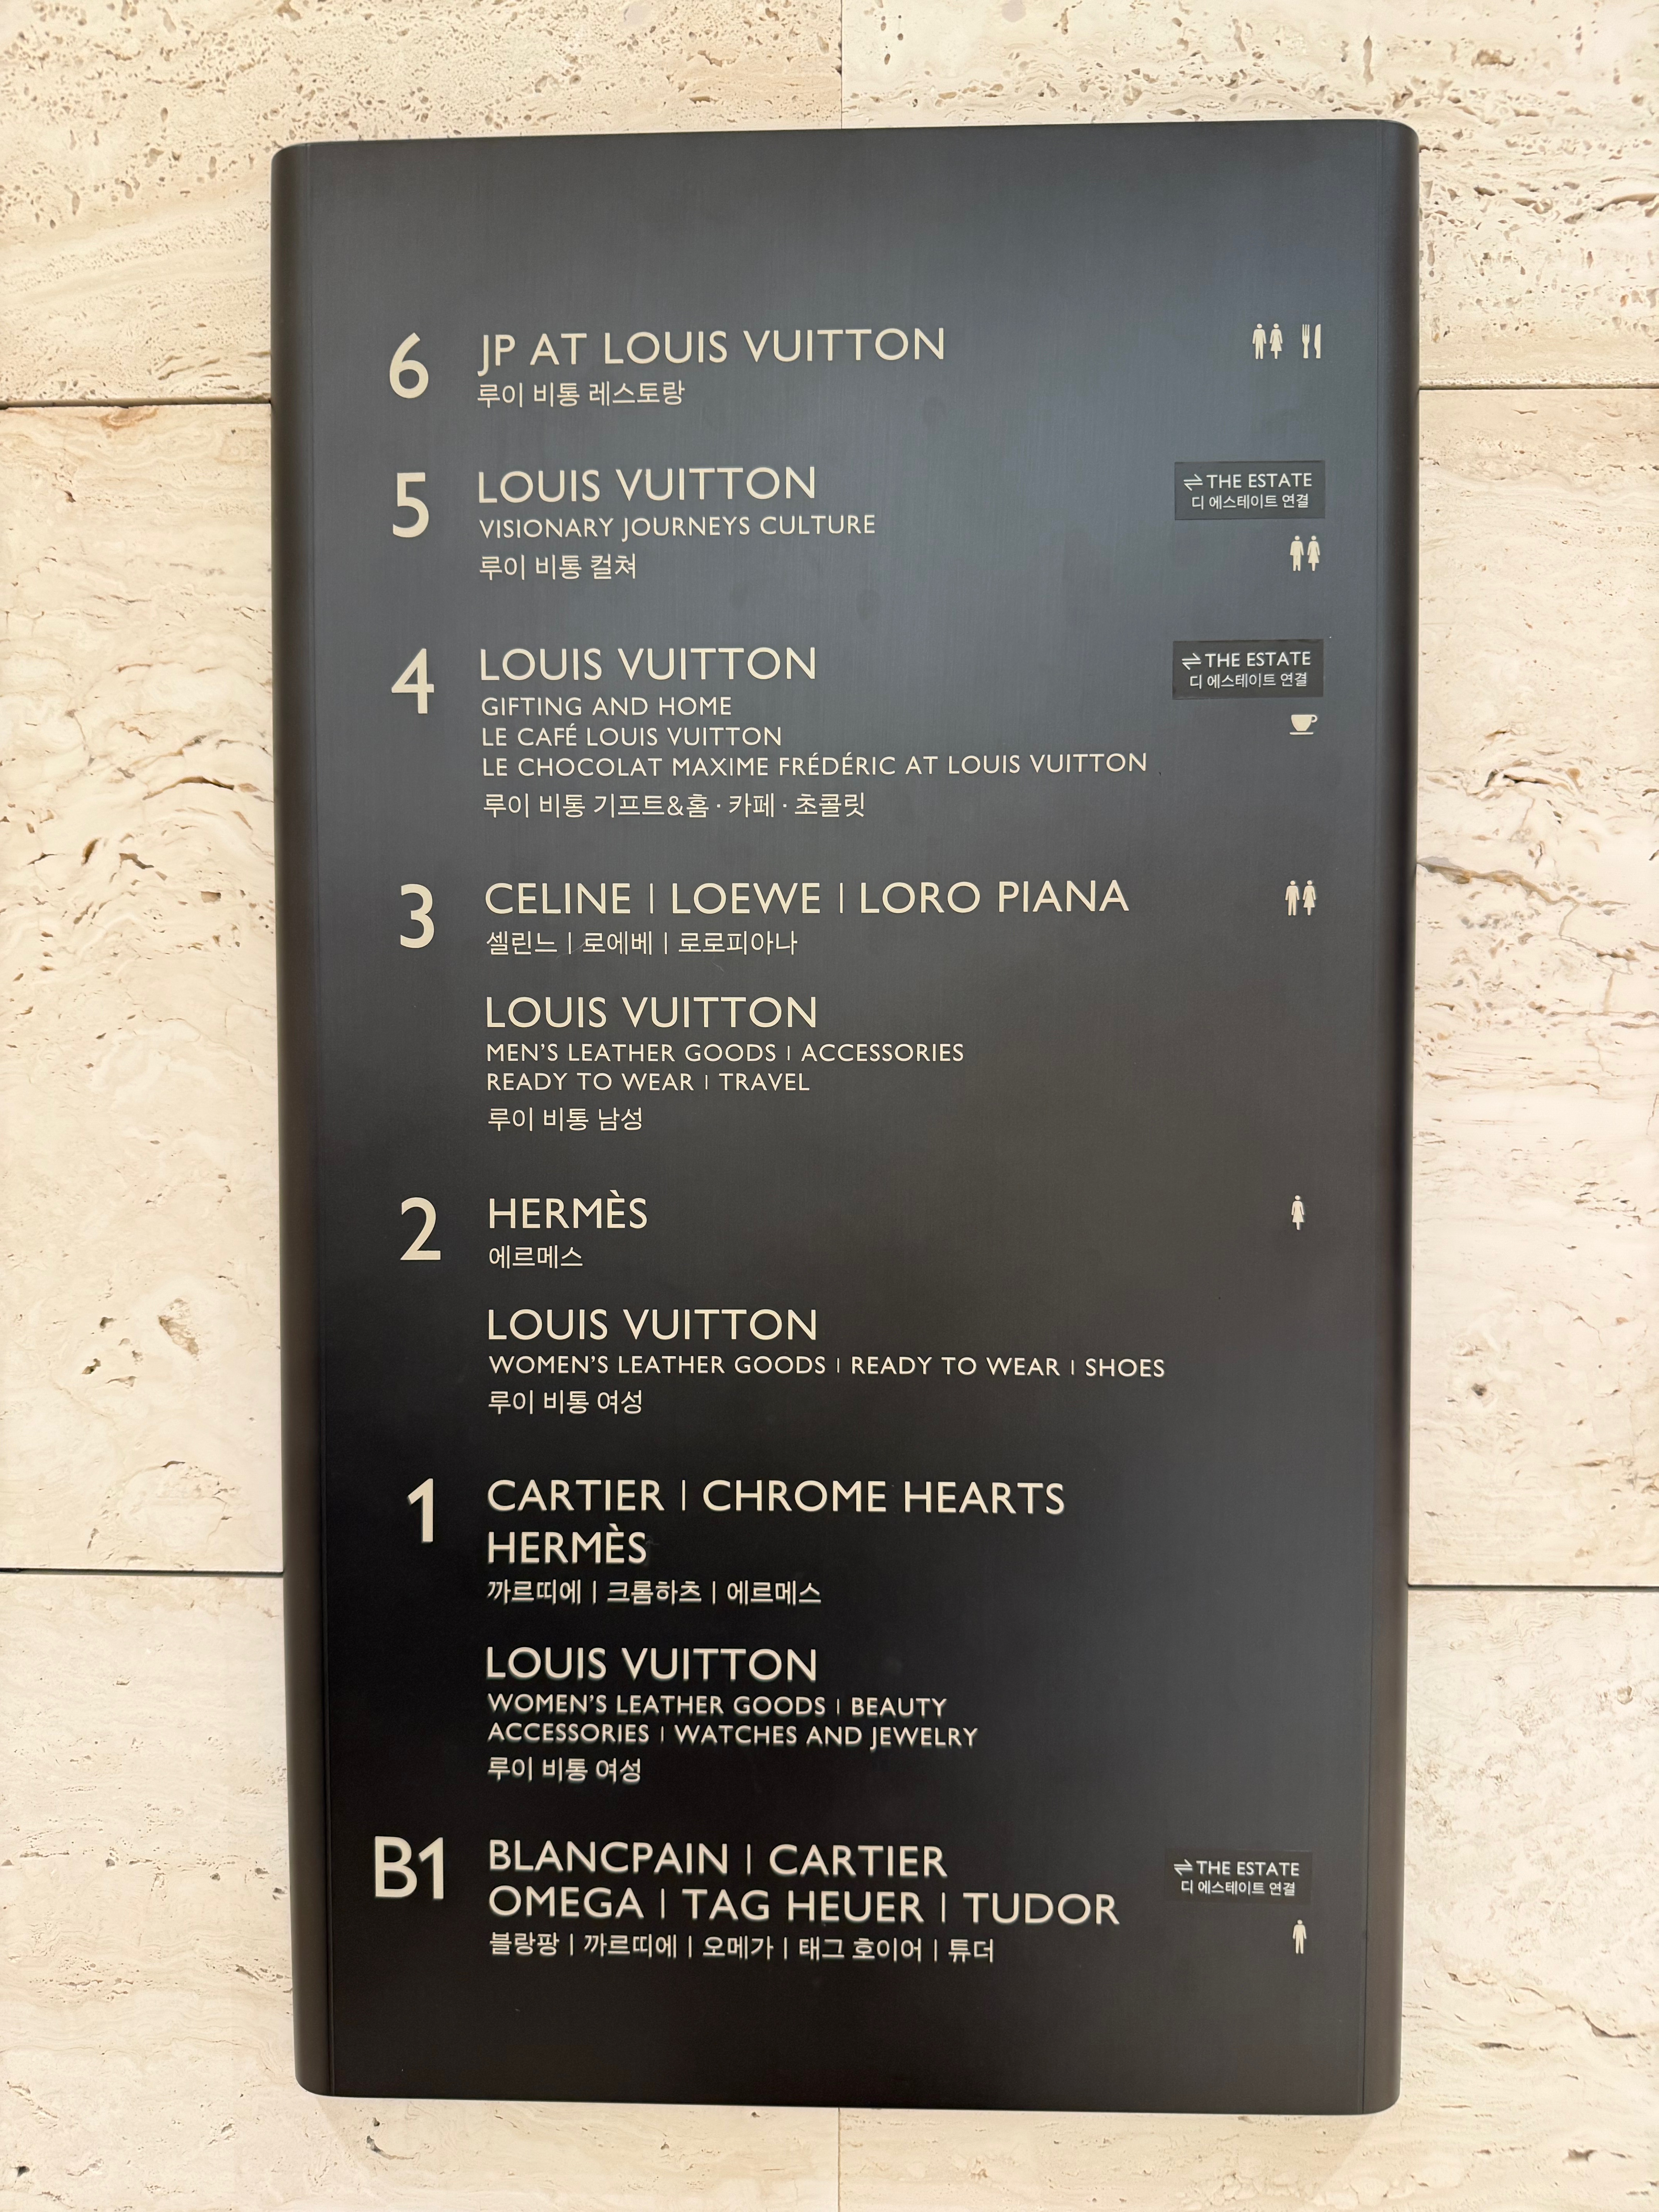 6
JP AT LOUIS VUITTON
루이 비통 레스토랑
5
LOUIS VUITTON
VISIONARY JOURNEYS CULTURE
루이 비통 컬쳐
⇌ THE ESTATE
디 에스테이트 연결
4
LOUIS VUITTON
GIFTING AND HOME
LE CAFÉ LOUIS VUITTON
LE CHOCOLAT MAXIME FRÉDÉRIC AT LOUIS VUITTON
루이 비통 기프트&홈 · 카페 · 초콜릿
⇌ THE ESTATE
디 에스테이트 연결
3
CELINE | LOEWE | LORO PIANA
셀린느 | 로에베 | 로로피아나
LOUIS VUITTON
MEN'S LEATHER GOODS | ACCESSORIES
READY TO WEAR | TRAVEL
루이 비통 남성
2
HERMÈS
에르메스
LOUIS VUITTON
WOMEN'S LEATHER GOODS | READY TO WEAR | SHOES
루이 비통 여성
1
CARTIER | CHROME HEARTS
HERMÈS
까르띠에 | 크롬하츠 | 에르메스
LOUIS VUITTON
WOMEN'S LEATHER GOODS | BEAUTY
ACCESSORIES | WATCHES AND JEWELRY
루이 비통 여성
B1
BLANCPAIN | CARTIER
OMEGA | TAG HEUER | TUDOR
블랑팡 | 까르띠에 | 오메가 | 태그 호이어 | 튜더
⇌ THE ESTATE
디 에스테이트 연결